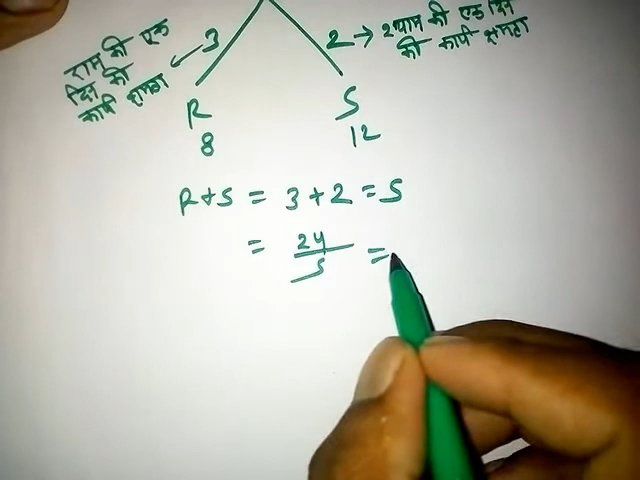 रामू की एक
दिन की
कार्य क्षमता
3
2 → श्याम की एक दिन
की कार्य क्षमता
R S
8 12
R+S = 3+2 = 5
= 24/5 =